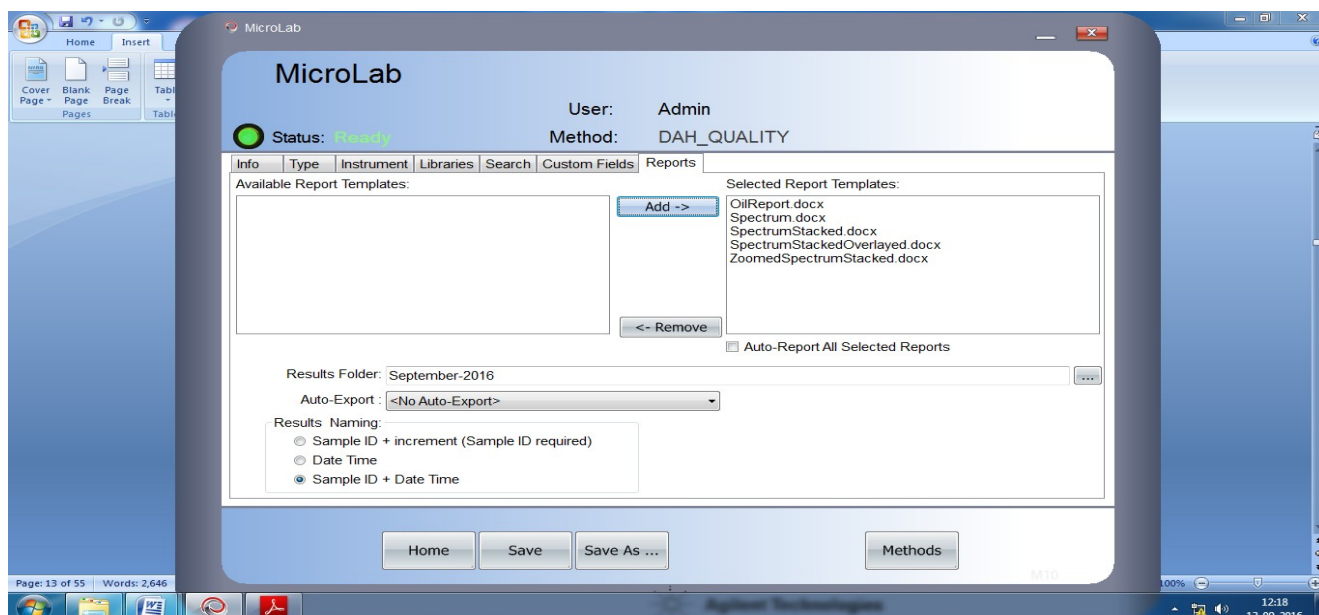 MicroLab
Home Insert
Cover Page
Blank Page
Page Break
Pages
MicroLab
User: Admin
Status: Ready
Method: DAH_QUALITY
Info Type Instrument Libraries Search Custom Fields Reports
Available Report Templates:
Selected Report Templates:
Add ->
OilReport.docx
Spectrum.docx
SpectrumStacked.docx
SpectrumStackedOverlayed.docx
ZoomedSpectrumStacked.docx
<- Remove
Auto-Report All Selected Reports
Results Folder: September-2016
...
Auto-Export : <No Auto-Export>
Results Naming:
Sample ID + increment (Sample ID required)
Date Time
Sample ID + Date Time
Home Save Save As ... Methods
M10
Page: 13 of 55 Words: 2,646
100%
Agilent Technologies
12:18